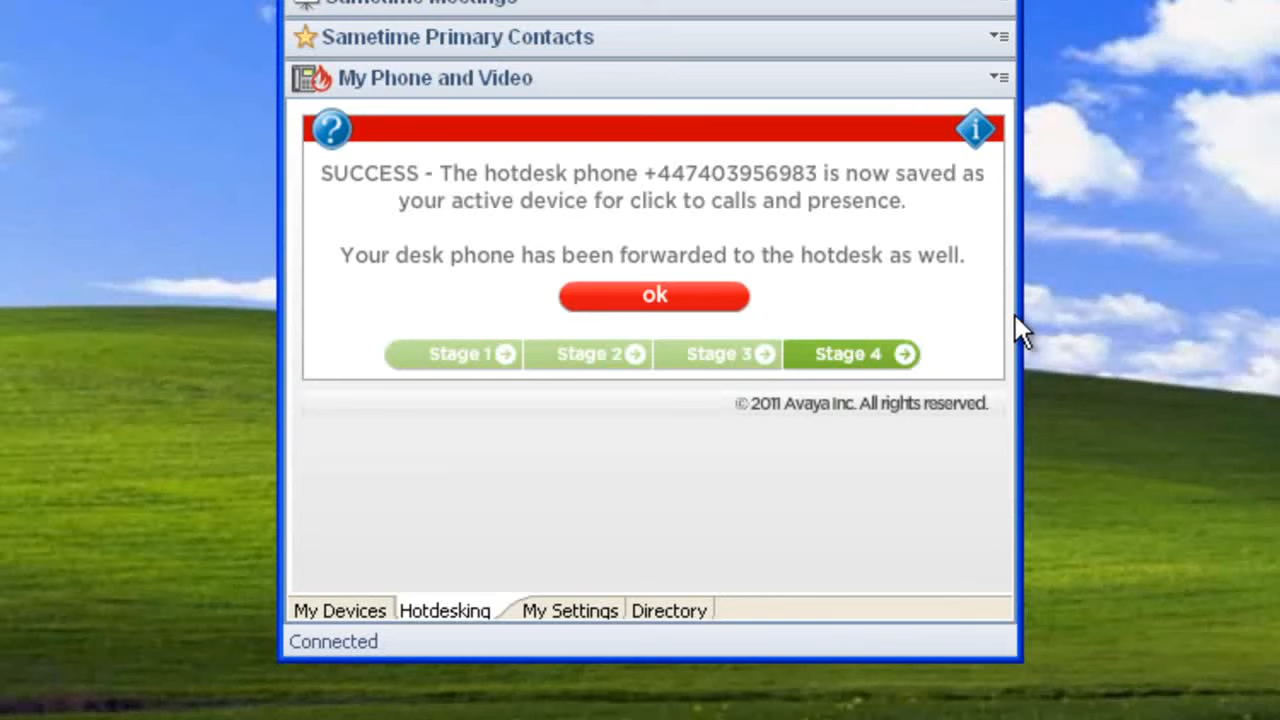 Sametime Meetings
Sametime Primary Contacts
My Phone and Video
SUCCESS - The hotdesk phone +447403956983 is now saved as
your active device for click to calls and presence.
Your desk phone has been forwarded to the hotdesk as well.
ok
Stage 1 Stage 2 Stage 3 Stage 4
© 2011 Avaya Inc. All rights reserved.
My Devices Hotdesking My Settings Directory
Connected